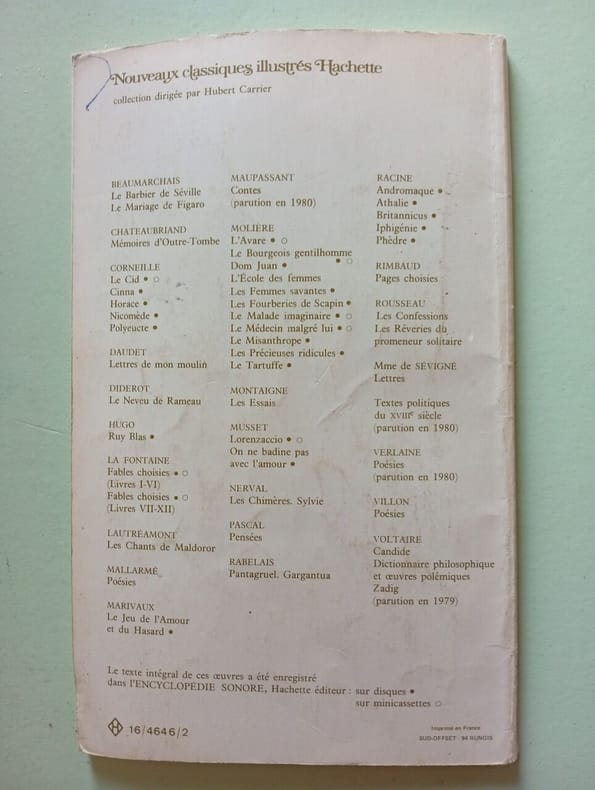 Nouveaux classiques illustrés Hachette
collection dirigée par Hubert Carrier
BEAUMARCHAIS
Le Barbier de Séville
Le Mariage de Figaro
CHATEAUBRIAND
Mémoires d'Outre-Tombe
CORNEILLE
Le Cid • ○
Cinna •
Horace •
Nicomède •
Polyeucte •
DAUDET
Lettres de mon moulin
DIDEROT
Le Neveu de Rameau
HUGO
Ruy Blas •
LA FONTAINE
Fables choisies • ○
(Livres I-VI)
Fables choisies • ○
(Livres VII-XII)
LAUTRÉAMONT
Les Chants de Maldoror
MALLARMÉ
Poésies
MARIVAUX
Le Jeu de l'Amour
et du Hasard •
MAUPASSANT
Contes
(parution en 1980)
MOLIÈRE
L'Avare • ○
Le Bourgeois gentilhomme
• ○
Dom Juan •
L'École des femmes
Les Femmes savantes •
Les Fourberies de Scapin •
Le Malade imaginaire • ○
Le Médecin malgré lui • ○
Le Misanthrope •
Les Précieuses ridicules •
Le Tartuffe •
MONTAIGNE
Les Essais
MUSSET
Lorenzaccio • ○
On ne badine pas
avec l'amour •
NERVAL
Les Chimères. Sylvie
PASCAL
Pensées
RABELAIS
Pantagruel. Gargantua
RACINE
Andromaque •
Athalie •
Britannicus •
Iphigénie •
Phèdre •
RIMBAUD
Pages choisies
ROUSSEAU
Les Confessions
Les Rêveries du
promeneur solitaire
Mme de SÉVIGNÉ
Lettres
Textes politiques
du XVIIIe siècle
(parution en 1980)
VERLAINE
Poésies
(parution en 1980)
VILLON
Poésies
VOLTAIRE
Candide
Dictionnaire philosophique
et œuvres polémiques
Zadig
(parution en 1979)
Le texte intégral de ces œuvres a été enregistré
dans l'ENCYCLOPÉDIE SONORE, Hachette éditeur : sur disques •
sur minicassettes ○
H 16/4646/2
Imprimé en France
SUD-OFFSET 94 RUNGIS